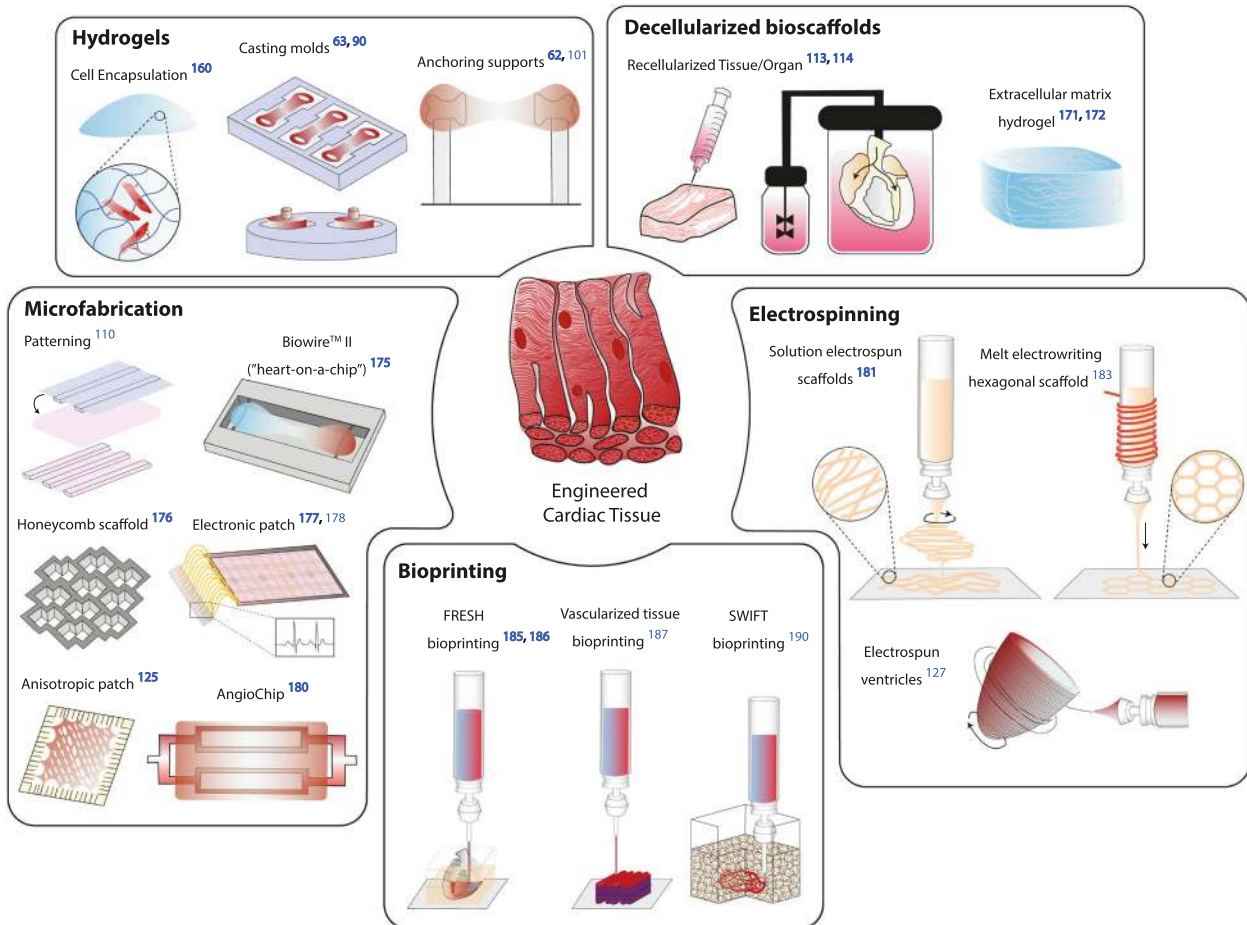 Hydrogels
Cell Encapsulation 160
Casting molds 63, 90
Anchoring supports 62, 101
Decellularized bioscaffolds
Recellularized Tissue/Organ 113, 114
Extracellular matrix
hydrogel 171, 172
Microfabrication
Patterning 110
Biowire™ II
("heart-on-a-chip") 175
Honeycomb scaffold 176
Electronic patch 177, 178
Anisotropic patch 125
AngioChip 180
Engineered
Cardiac Tissue
Electrospinning
Solution electrospun
scaffolds 181
Melt electrowriting
hexagonal scaffold 183
Electrospun
ventricles 127
Bioprinting
FRESH
bioprinting 185, 186
Vascularized tissue
bioprinting 187
SWIFT
bioprinting 190